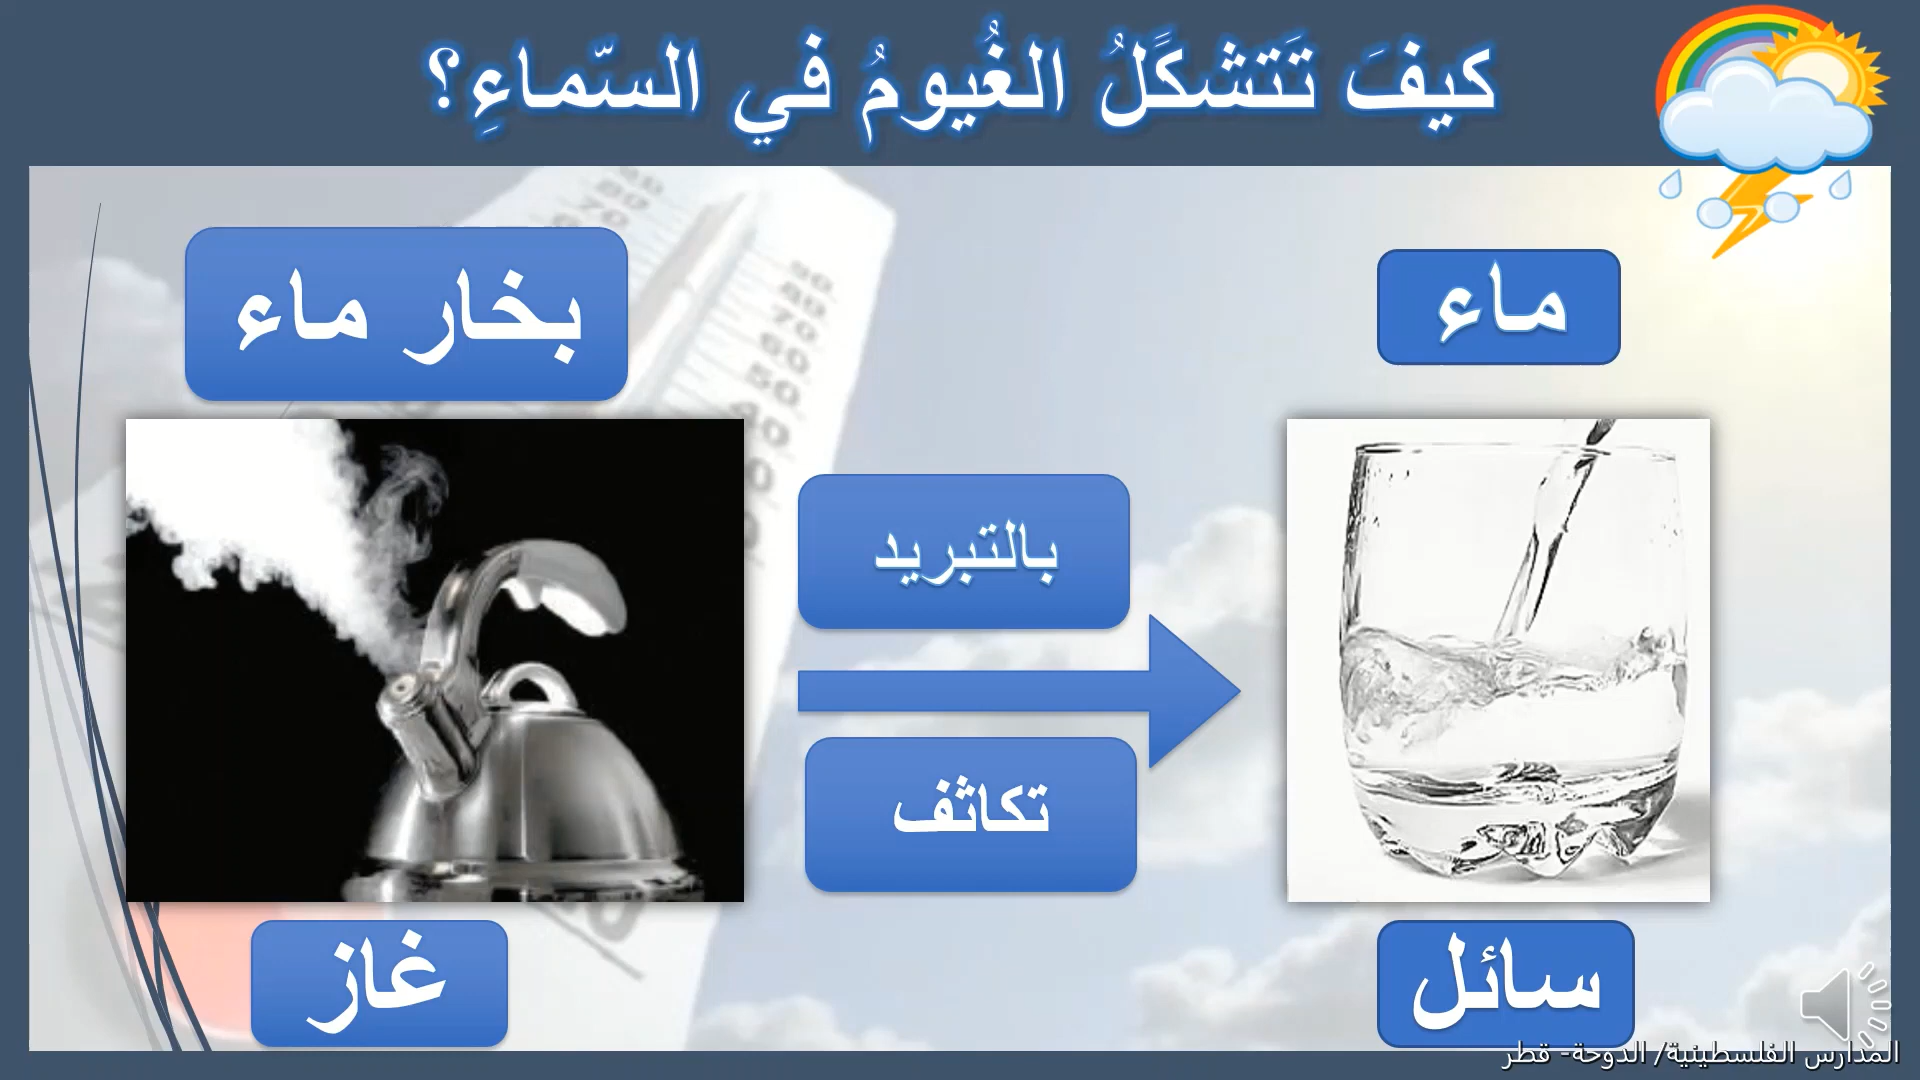 كيفَ تَتشكًلُ الغُيومُ في السّماءِ؟
ماء
بخار ماء
بالتبريد
تكاثف
سائل
غاز
المدارس الفلسطينية/ الدوحة- قطر